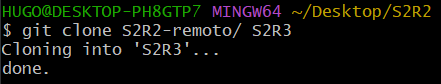 HUGO@DESKTOP-PH8GTP7 MINGW64 ~/Desktop/S2R2
$ git clone S2R2-remoto/ S2R3
Cloning into 'S2R3'...
done.